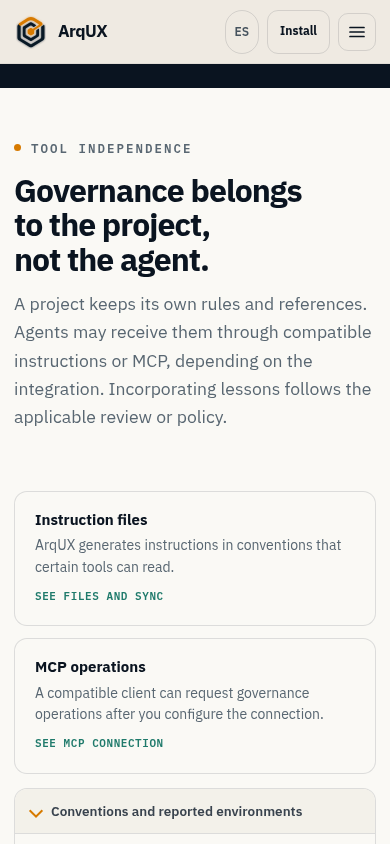 ArqUX
ES
Install
TOOL INDEPENDENCE
Governance belongs
to the project,
not the agent.
A project keeps its own rules and references.
Agents may receive them through compatible
instructions or MCP, depending on the
integration. Incorporating lessons follows the
applicable review or policy.
Instruction files
ArqUX generates instructions in conventions that
certain tools can read.
SEE FILES AND SYNC
MCP operations
A compatible client can request governance
operations after you configure the connection.
SEE MCP CONNECTION
Conventions and reported environments